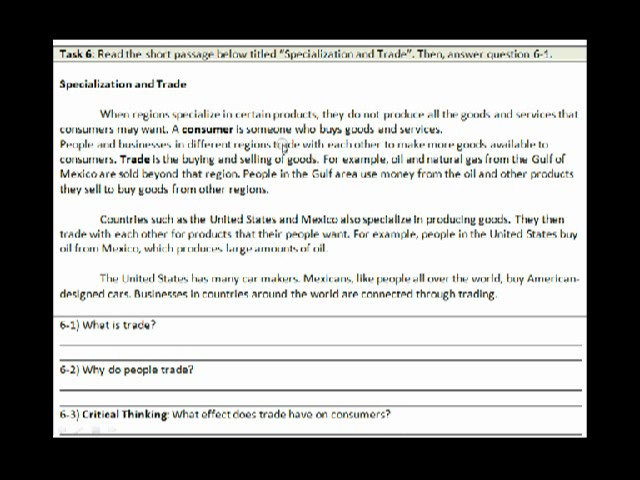 Task 6: Read the short passage below titled “Specialization and Trade”. Then, answer question 6-1.
Specialization and Trade
When regions specialize in certain products, they do not produce all the goods and services that
consumers may want. A consumer is someone who buys goods and services.
People and businesses in different regions trade with each other to make more goods available to
consumers. Trade is the buying and selling of goods. For example, oil and natural gas from the Gulf of
Mexico are sold beyond that region. People in the Gulf area use money from the oil and other products
they sell to buy goods from other regions.
Countries such as the United States and Mexico also specialize in producing goods. They then
trade with each other for products that their people want. For example, people in the United States buy
oil from Mexico, which produces large amounts of oil.
The United States has many car makers. Mexicans, like people all over the world, buy American-
designed cars. Businesses in countries around the world are connected through trading.
6-1) What is trade?
6-2) Why do people trade?
6-3) Critical Thinking: What effect does trade have on consumers?